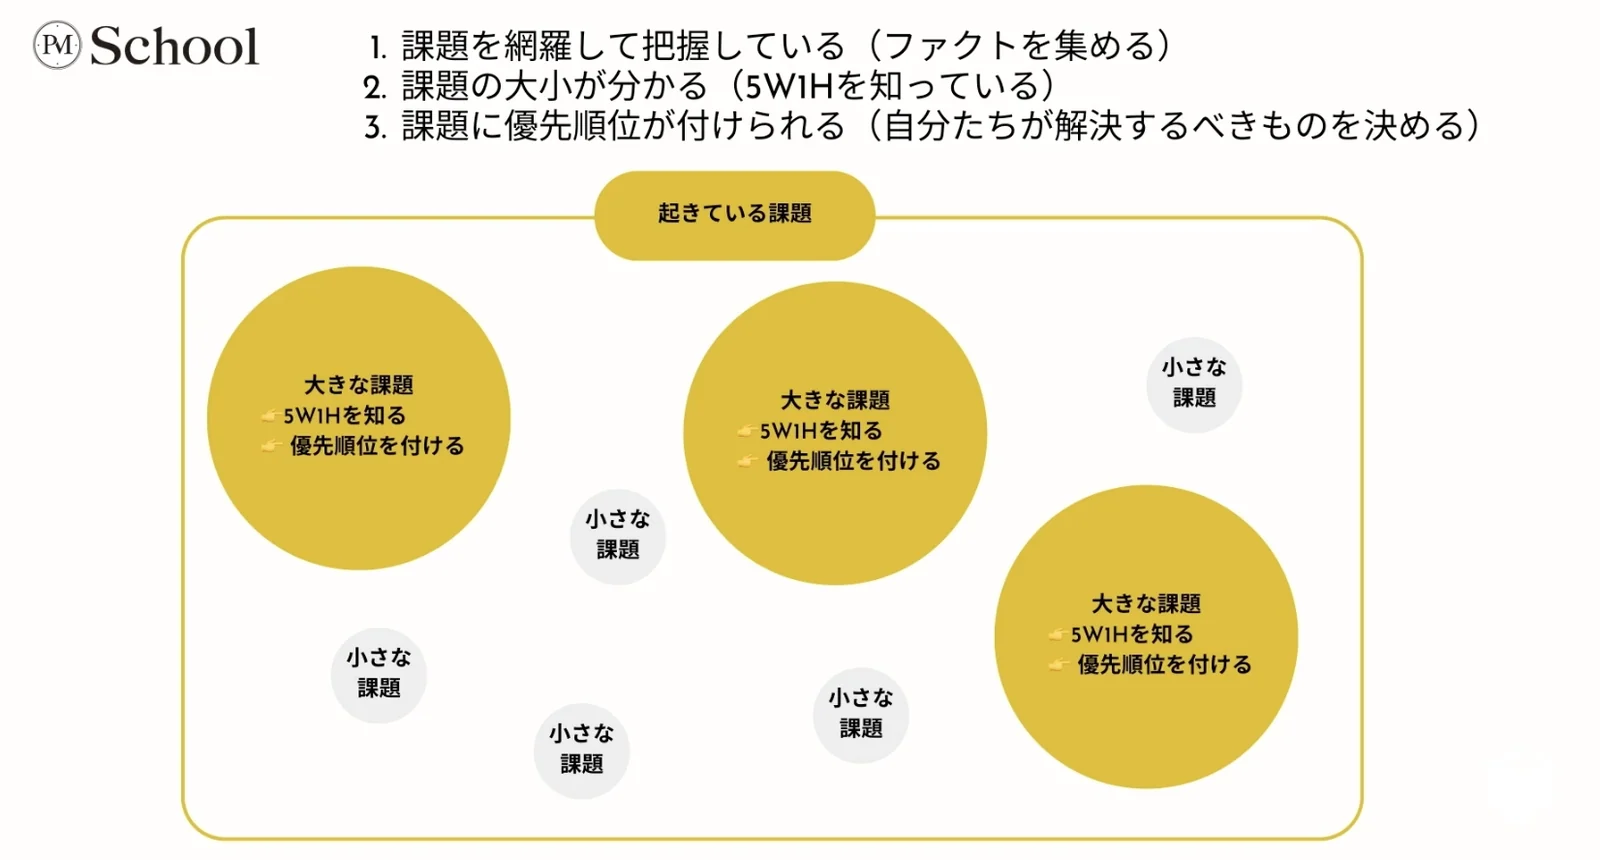 PM School
1. 課題を網羅して把握している（ファクトを集める）
2. 課題の大小が分かる（5W1Hを知っている）
3. 課題に優先順位が付けられる（自分たちが解決するべきものを決める）
起きている課題
大きな課題
👉5W1Hを知る
👉 優先順位を付ける
大きな課題
👉5W1Hを知る
👉 優先順位を付ける
小さな
課題
小さな
課題
大きな課題
👉5W1Hを知る
👉 優先順位を付ける
小さな
課題
小さな
課題
小さな
課題